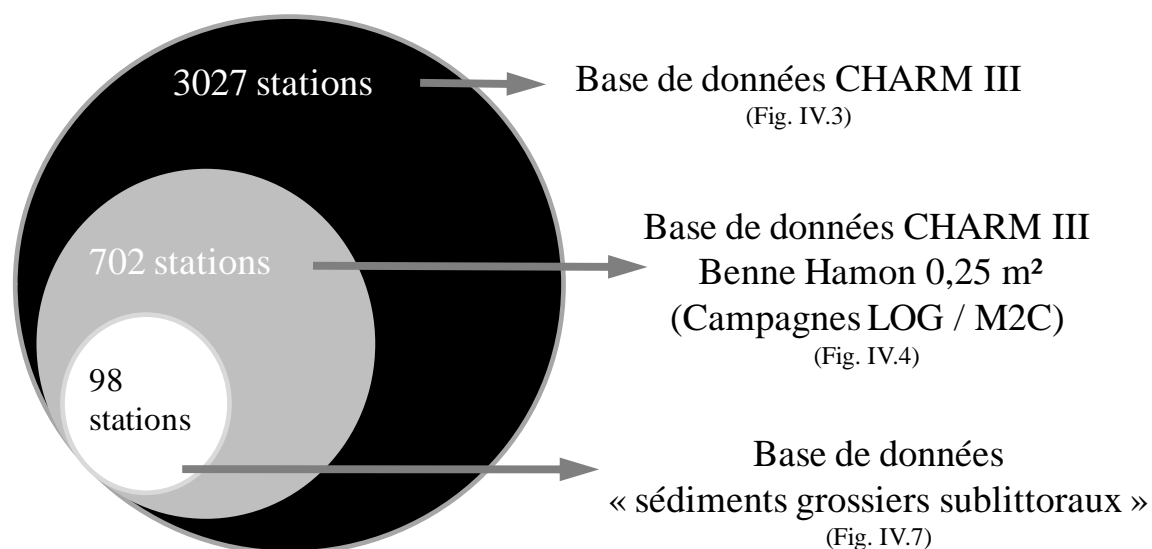 3027 stations
Base de données CHARM III
(Fig. IV.3)
702 stations
Base de données CHARM III
Benne Hamon 0,25 m²
(Campagnes LOG / M2C)
(Fig. IV.4)
98
stations
Base de données
« sédiments grossiers sublittoraux »
(Fig. IV.7)